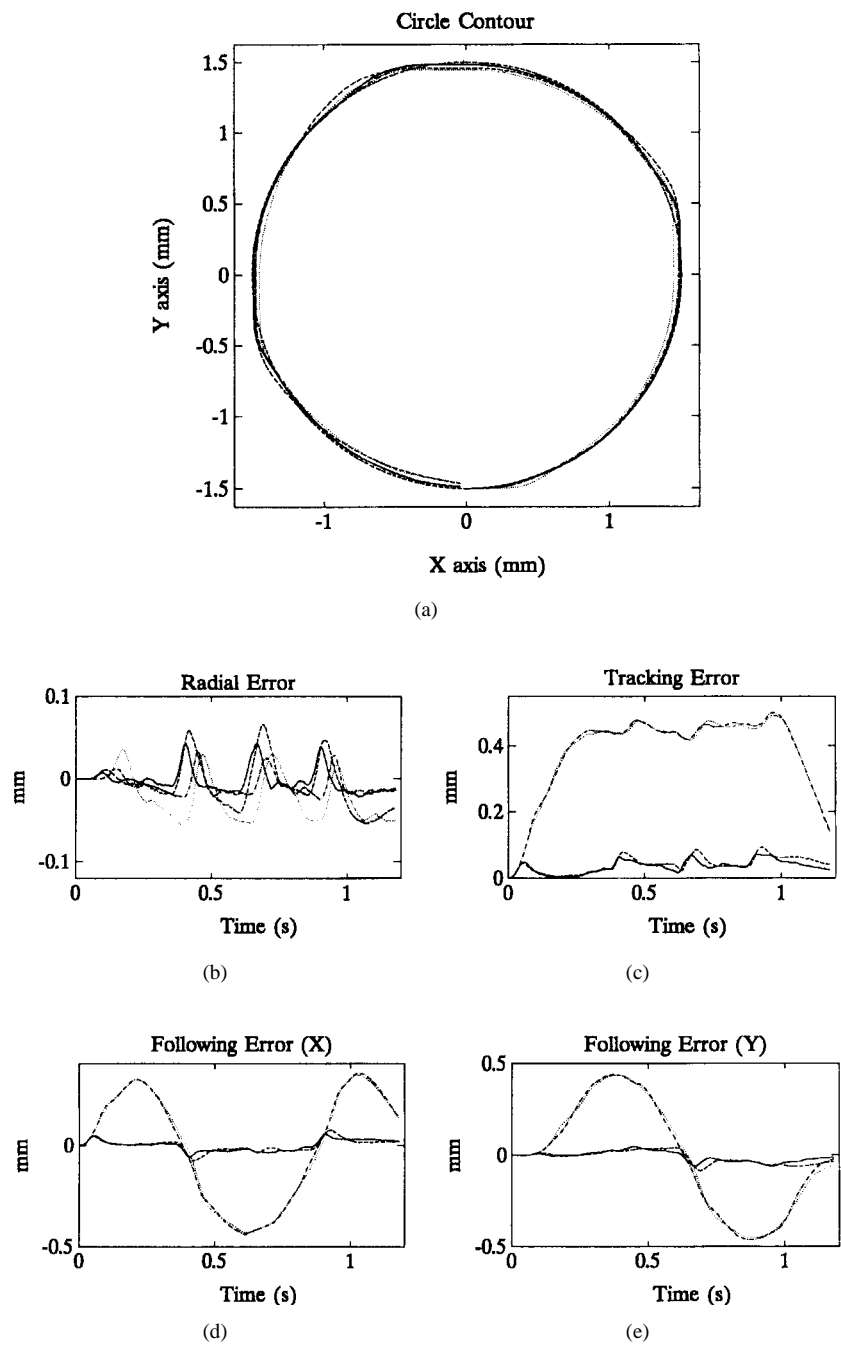 Circle Contour
1.5
1
0.5
0
-0.5
-1
-1.5
Y axis (mm)
-1 0 1
X axis (mm)
(a)
Radial Error
0.1
0
-0.1
mm
0 0.5 1
Time (s)
(b)
Tracking Error
0.4
0.2
0
mm
0 0.5 1
Time (s)
(c)
Following Error (X)
0
-0.5
mm
0 0.5 1
Time (s)
(d)
Following Error (Y)
0.5
0
-0.5
mm
0 0.5 1
Time (s)
(e)